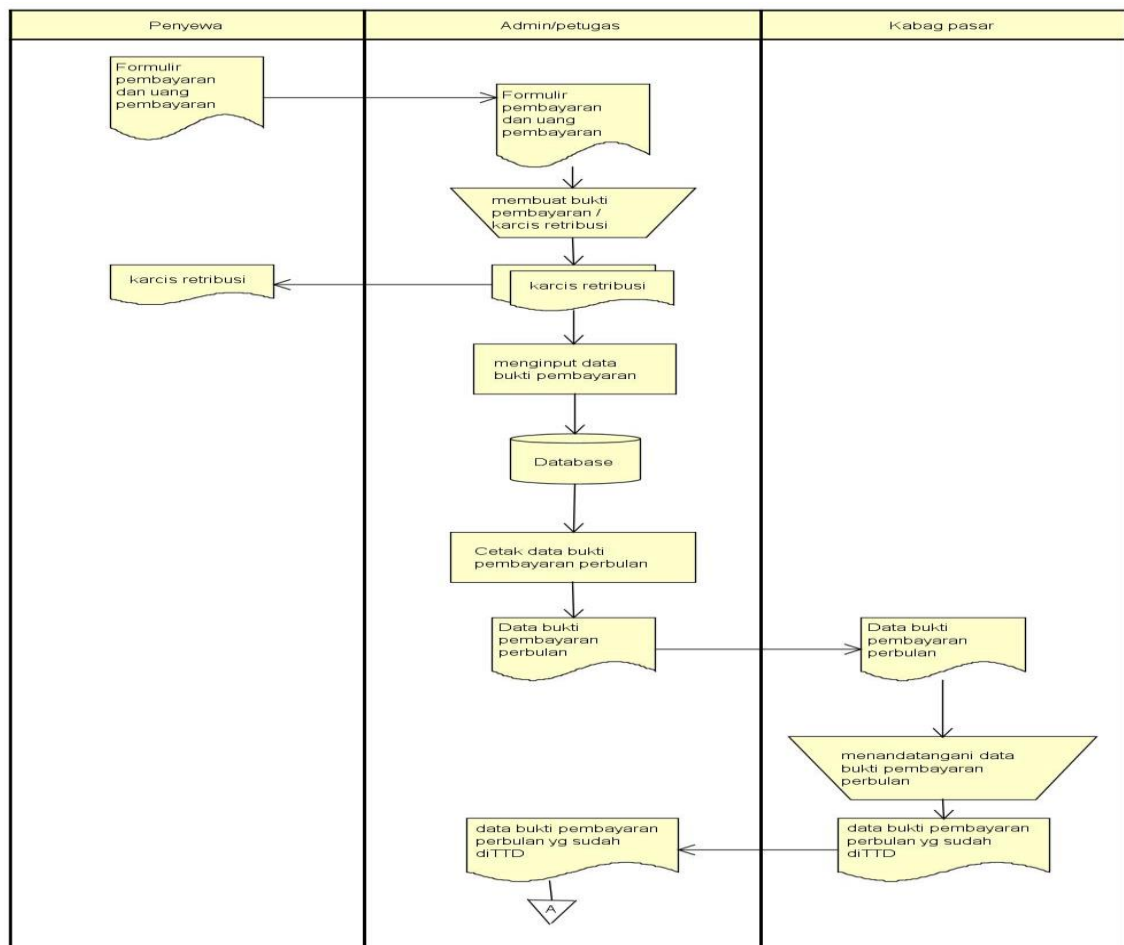 Penyewa
Admin/petugas
Kabag pasar
Formulir
pembayaran
dan uang
pembayaran
Formulir
pembayaran
dan uang
pembayaran
membuat bukti
pembayaran /
karcis retribusi
karcis retribusi
karcis retribusi
menginput data
bukti pembayaran
Database
Cetak data bukti
pembayaran perbulan
Data bukti
pembayaran
perbulan
Data bukti
pembayaran
perbulan
menandatangani data
bukti pembayaran
perbulan
data bukti pembayaran
perbulan yg sudah
diTTD
data bukti pembayaran
perbulan yg sudah
diTTD
A